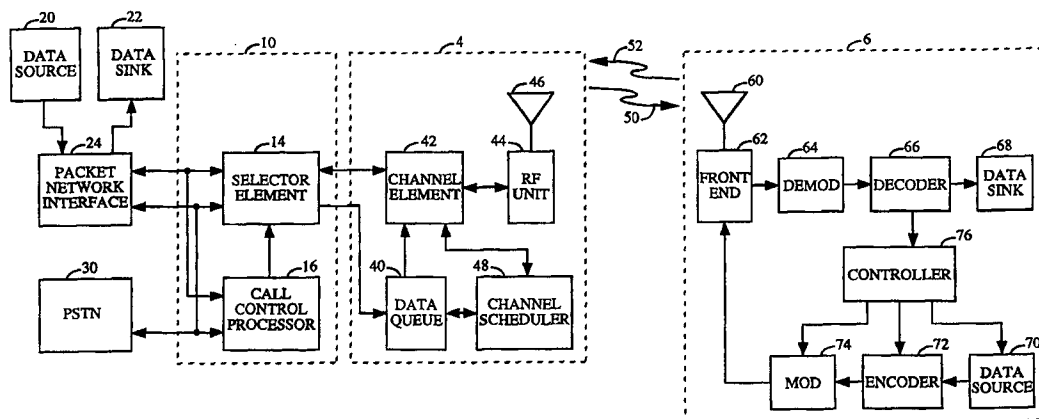 20
DATA
SOURCE
22
DATA
SINK
24
PACKET
NETWORK
INTERFACE
30
PSTN
10
14
SELECTOR
ELEMENT
16
CALL
CONTROL
PROCESSOR
4
42
CHANNEL
ELEMENT
46
44
RF
UNIT
40
DATA
QUEUE
48
CHANNEL
SCHEDULER
52
50
6
60
62
FRONT
END
64
DEMOD
66
DECODER
68
DATA
SINK
76
CONTROLLER
74
MOD
72
ENCODER
70
DATA
SOURCE